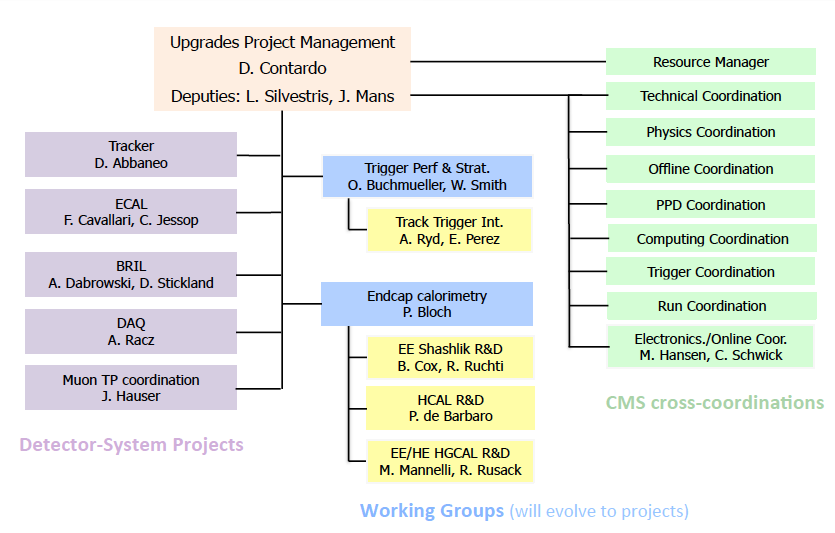 Upgrades Project Management
D. Contardo
Deputies: L. Silvestris, J. Mans
Tracker
D. Abbaneo
ECAL
F. Cavallari, C. Jessop
BRIL
A. Dabrowski, D. Stickland
DAQ
A. Racz
Muon TP coordination
J. Hauser
Detector-System Projects
Trigger Perf & Strat.
O. Buchmueller, W. Smith
Track Trigger Int.
A. Ryd, E. Perez
Endcap calorimetry
P. Bloch
EE Shashlik R&D
B. Cox, R. Ruchti
HCAL R&D
P. de Barbaro
EE/HE HGCAL R&D
M. Mannelli, R. Rusack
Working Groups (will evolve to projects)
Resource Manager
Technical Coordination
Physics Coordination
Offline Coordination
PPD Coordination
Computing Coordination
Trigger Coordination
Run Coordination
Electronics./Online Coor.
M. Hansen, C. Schwick
CMS cross-coordinations